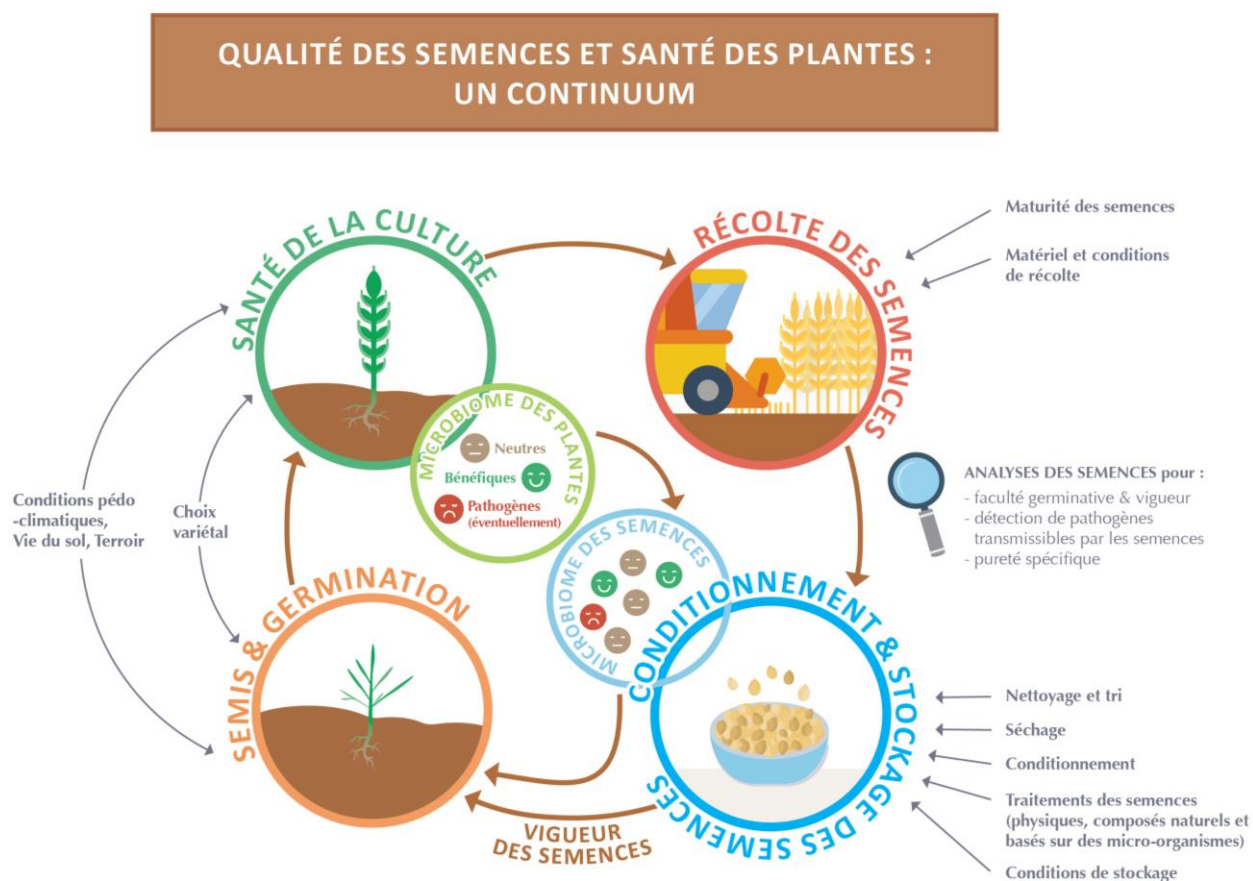 QUALITÉ DES SEMENCES ET SANTÉ DES PLANTES :
UN CONTINUUM
SANTÉ DE LA CULTURE
RÉCOLTE DES SEMENCES
Maturité des semences
Matériel et conditions
de récolte
MICROBIOME DES PLANTES
Neutres
Bénéfiques
Pathogènes
(éventuellement)
ANALYSES DES SEMENCES pour :
- faculté germinative & vigueur
- détection de pathogènes
transmissibles par les semences
- pureté spécifique
Conditions pédo
-climatiques,
Vie du sol, Terroir
Choix
variétal
MICROBIOME DES SEMENCES
SEMIS & GERMINATION
CONDITIONNEMENT & STOCKAGE DES SEMENCES
Nettoyage et tri
Séchage
Conditionnement
Traitements des semences
(physiques, composés naturels et
basés sur des micro-organismes)
Conditions de stockage
VIGUEUR
DES SEMENCES